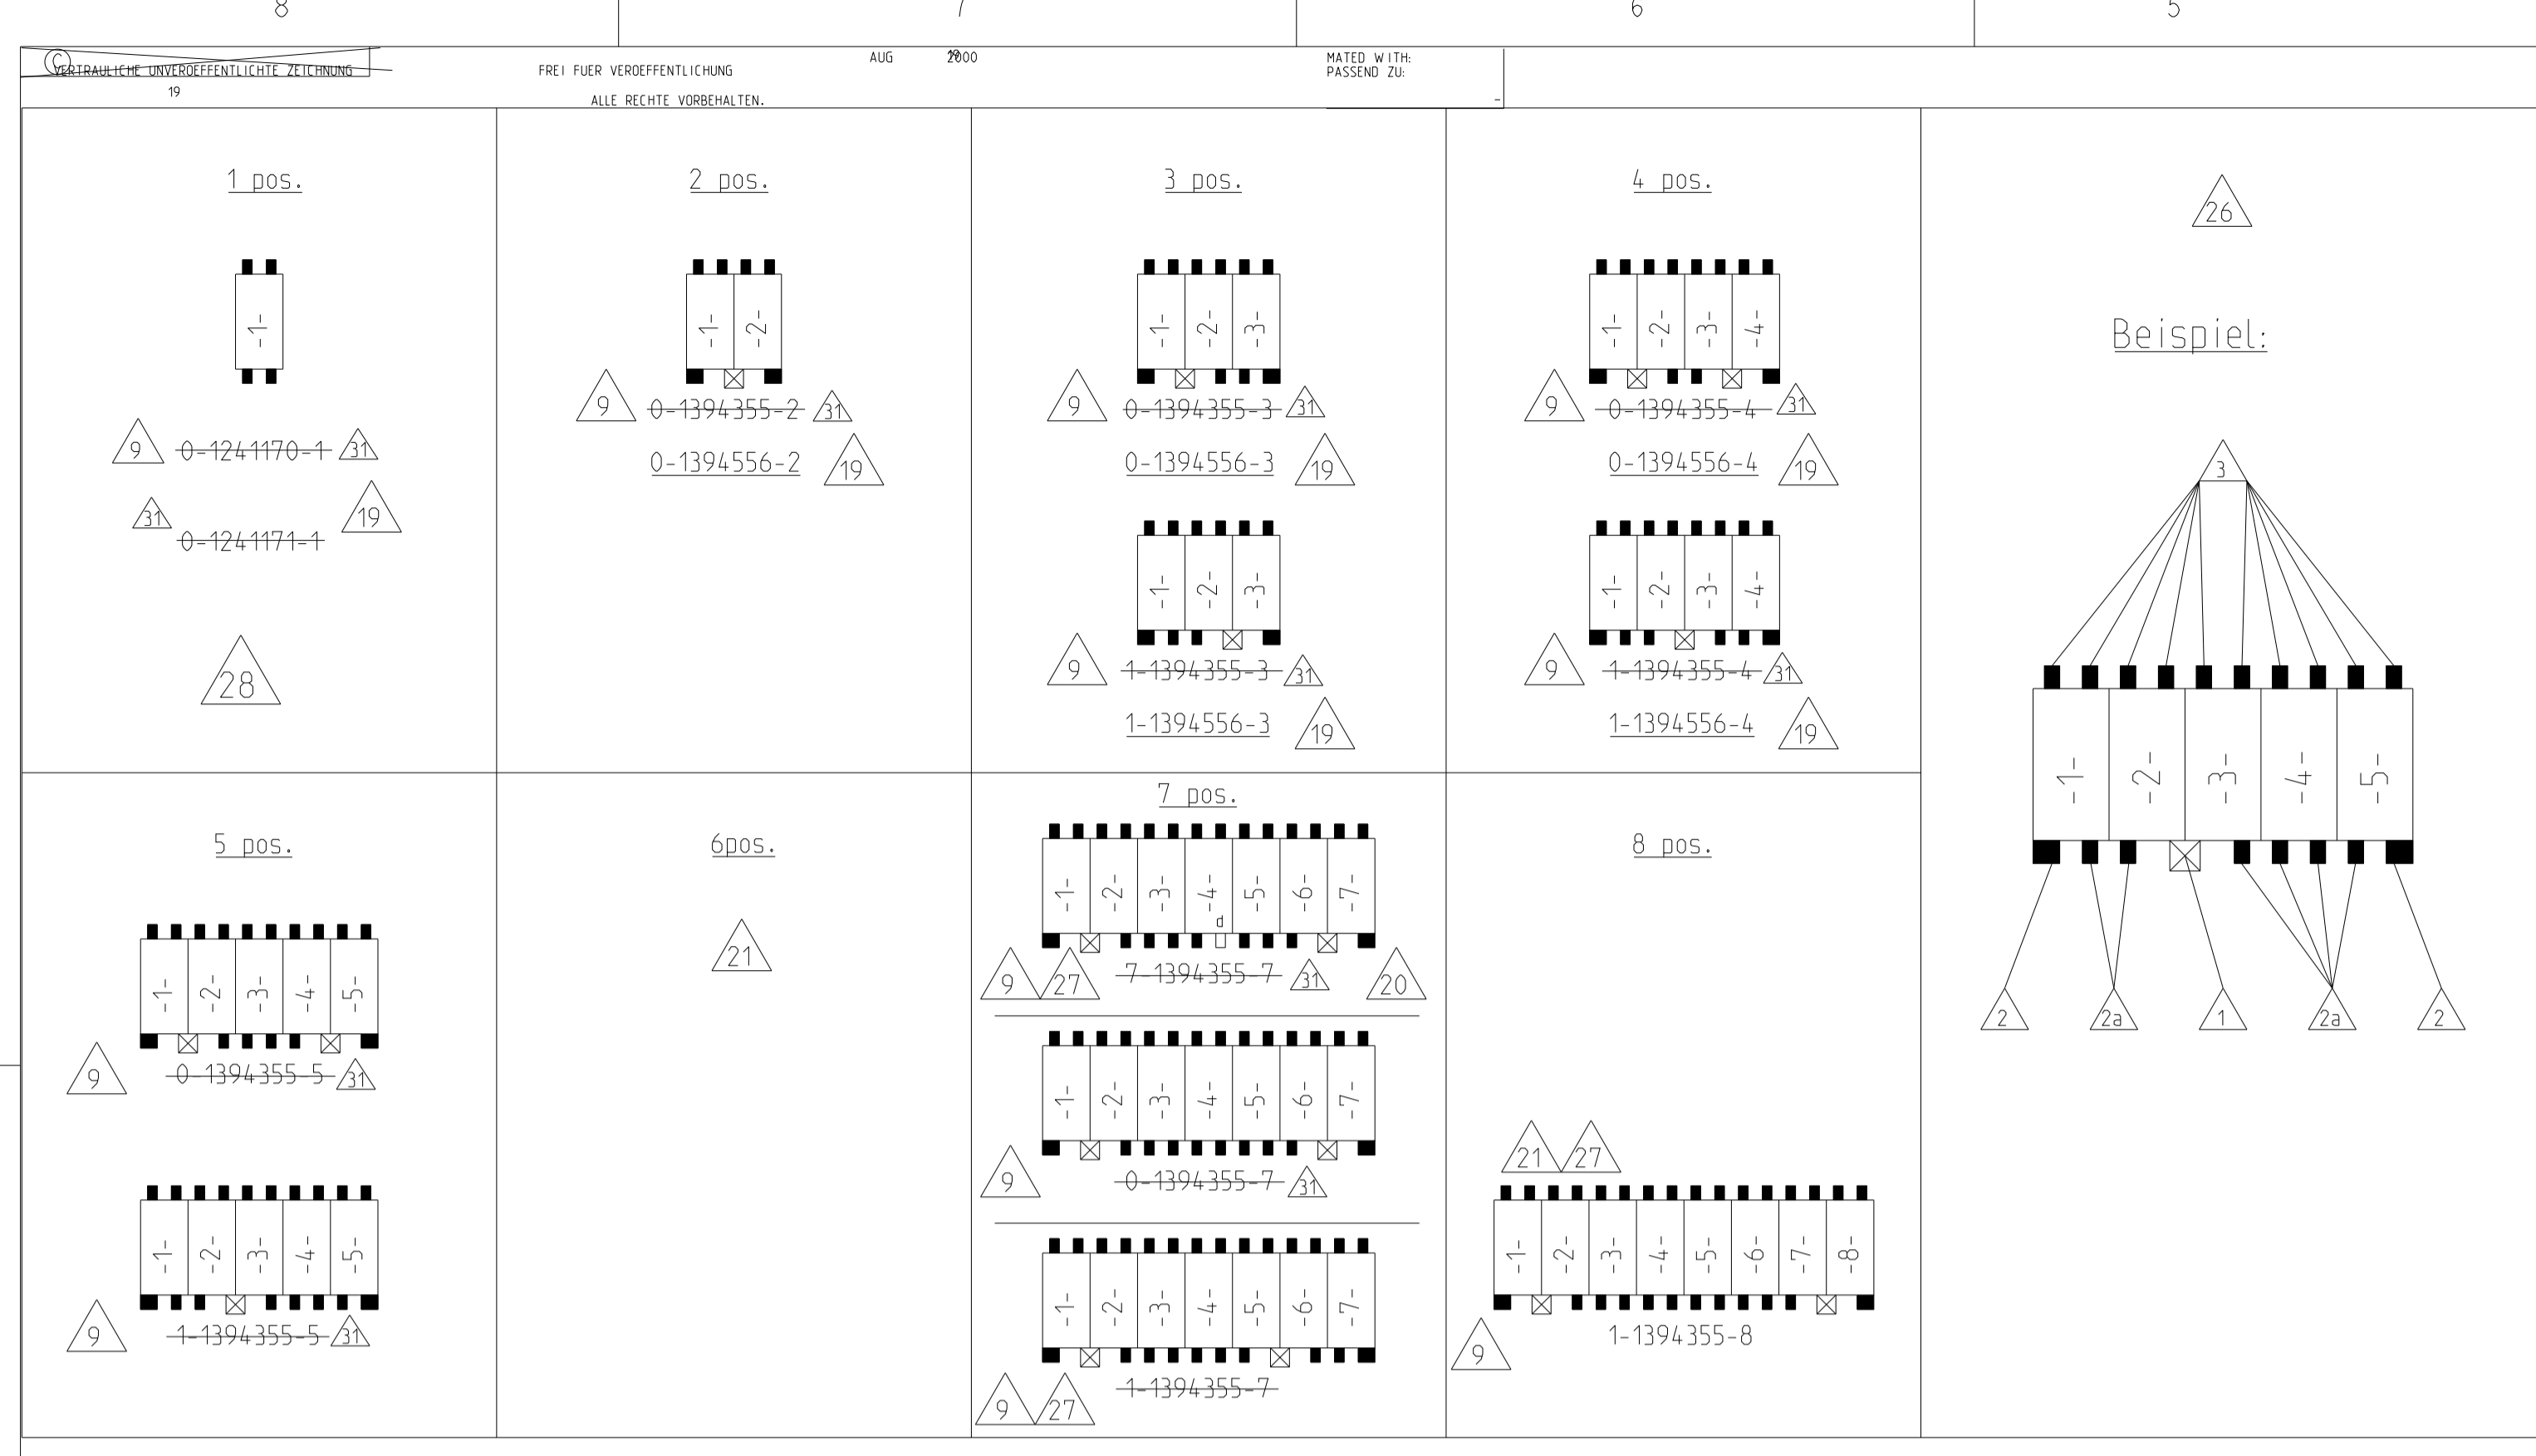 8 7 6 5
© VERTRAULICHE UNVEROEFFENTLICHTE ZEICHNUNG
19
FREI FUER VEROEFFENTLICHUNG
ALLE RECHTE VORBEHALTEN.
AUG 2000
MATED WITH:
PASSEND ZU:
-
1 pos.
-1-
9 0-1241170-1 31
31 0-1241171-1 19
28
2 pos.
-1- -2-
9 0-1394355-2 31
0-1394556-2 19
3 pos.
-1- -2- -3-
9 0-1394355-3 31
0-1394556-3 19
-1- -2- -3-
9 1-1394355-3 31
1-1394556-3 19
4 pos.
-1- -2- -3- -4-
9 0-1394355-4 31
0-1394556-4 19
-1- -2- -3- -4-
9 1-1394355-4 31
1-1394556-4 19
26
Beispiel:
3
-1- -2- -3- -4- -5-
2 2a 1 2a 2
5 pos.
-1- -2- -3- -4- -5-
9 0-1394355-5 31
-1- -2- -3- -4- -5-
9 1-1394355-5 31
6pos.
21
7 pos.
-1- -2- -3- -4- -5- -6- -7-
d
9 27 7-1394355-7 31 20
-1- -2- -3- -4- -5- -6- -7-
9 0-1394355-7 31
-1- -2- -3- -4- -5- -6- -7-
9 27 1-1394355-7
8 pos.
21 27
-1- -2- -3- -4- -5- -6- -7- -8-
9 1-1394355-8